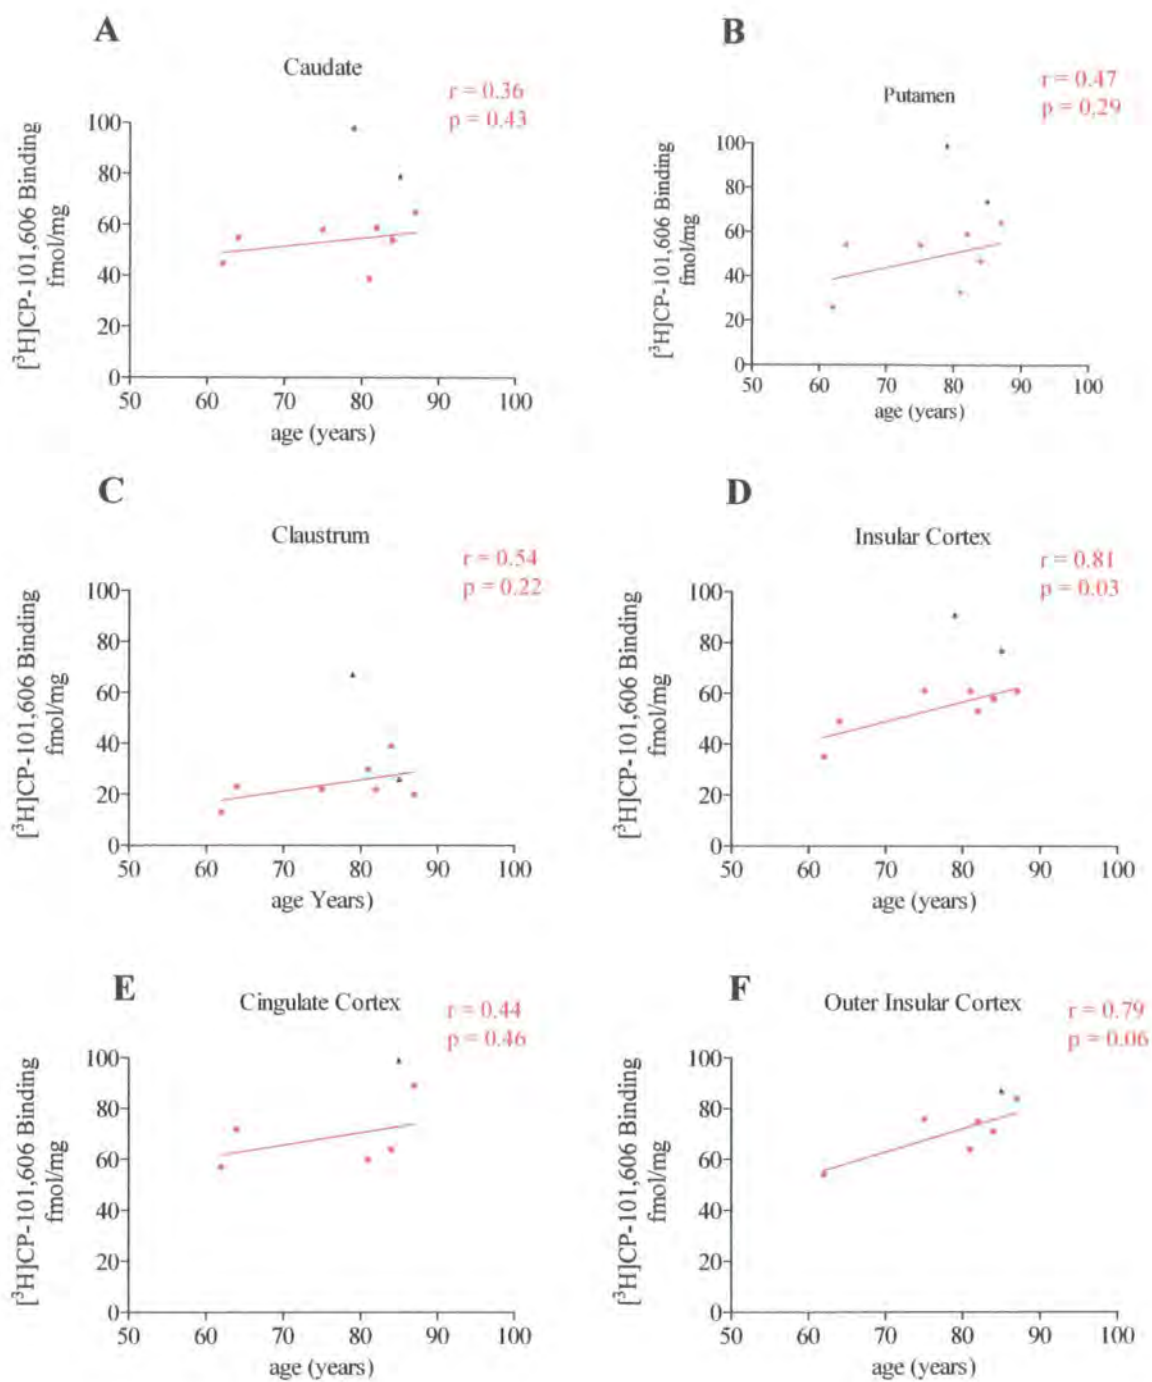 A
Caudate
r = 0.36
p = 0.43
[³H]CP-101,606 Binding
fmol/mg
100
80
60
40
20
0
50 60 70 80 90 100
age (years)
B
Putamen
r = 0.47
p = 0.29
[³H]CP-101,606 Binding
fmol/mg
100
80
60
40
20
0
50 60 70 80 90 100
age (years)
C
Claustrum
r = 0.54
p = 0.22
[³H]CP-101,606 Binding
fmol/mg
100
80
60
40
20
0
50 60 70 80 90 100
age Years)
D
Insular Cortex
r = 0.81
p = 0.03
[³H]CP-101,606 Binding
fmol/mg
100
80
60
40
20
0
50 60 70 80 90 100
age (years)
E
Cingulate Cortex
r = 0.44
p = 0.46
[³H]CP-101,606 Binding
fmol/mg
100
80
60
40
20
0
50 60 70 80 90 100
age (years)
F
Outer Insular Cortex
r = 0.79
p = 0.06
[³H]CP-101,606 Binding
fmol/mg
100
80
60
40
20
0
50 60 70 80 90 100
age (years)